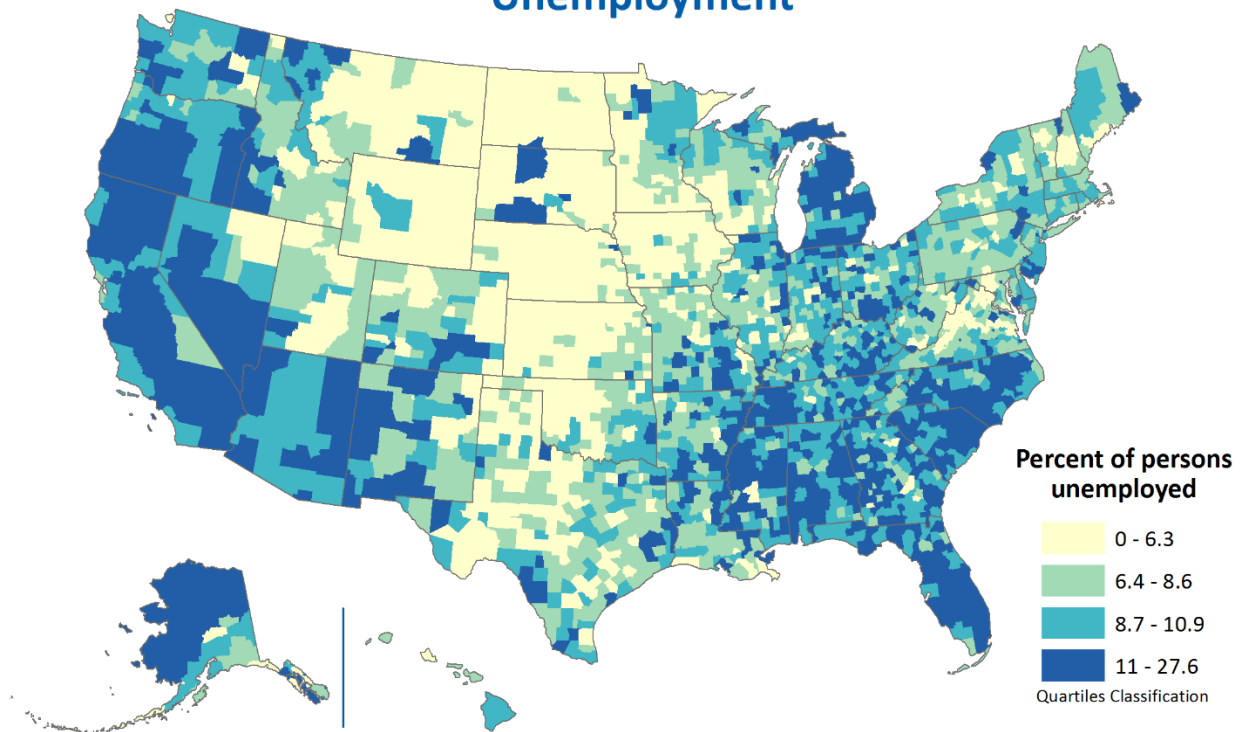 Unemployment
Percent of persons
unemployed
0 - 6.3
6.4 - 8.6
8.7 - 10.9
11 - 27.6
Quartiles Classification